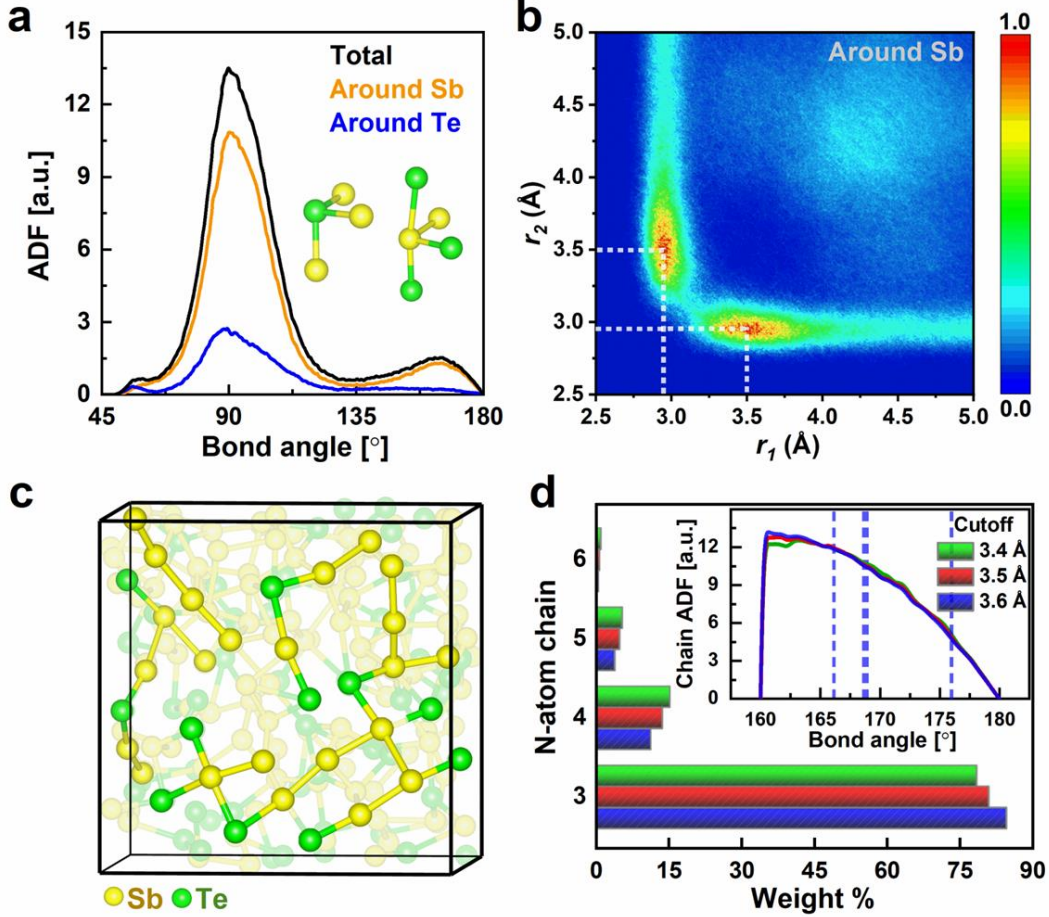 a
15
12
9
6
3
0
ADF [a.u.]
Total
Around Sb
Around Te
45
90
135
180
Bond angle [°]
b
5.0
4.5
4.0
3.5
3.0
2.5
r2 (Å)
Around Sb
2.5
3.0
3.5
4.0
4.5
5.0
r1 (Å)
1.0
0.0
c
Sb
Te
d
6
5
4
3
N-atom chain
0
15
30
45
60
75
90
Weight %
12
9
6
3
0
Chain ADF [a.u.]
Cutoff
3.4 Å
3.5 Å
3.6 Å
160
165
170
175
180
Bond angle [°]